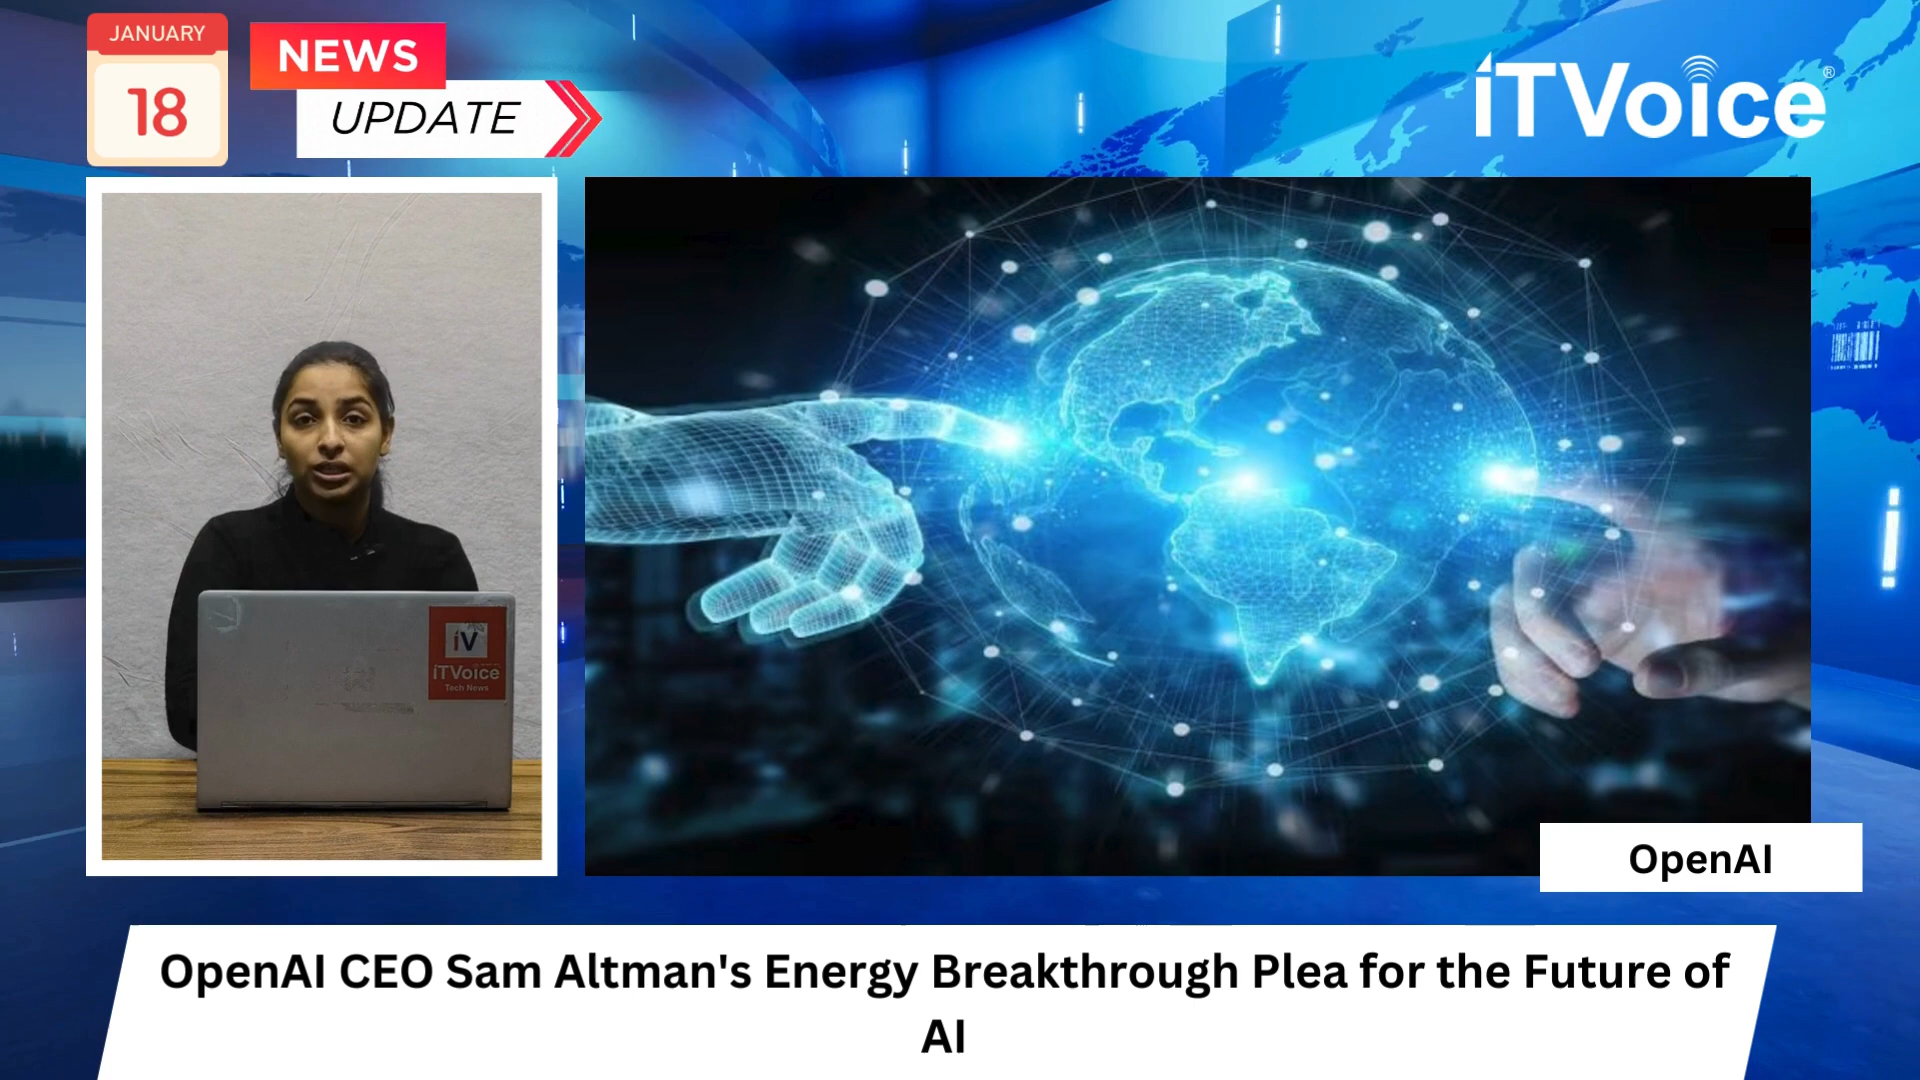 JANUARY
18
NEWS
UPDATE
iTVoice®
iV
iTVoice
Tech News
OpenAI
OpenAI CEO Sam Altman's Energy Breakthrough Plea for the Future of
AI